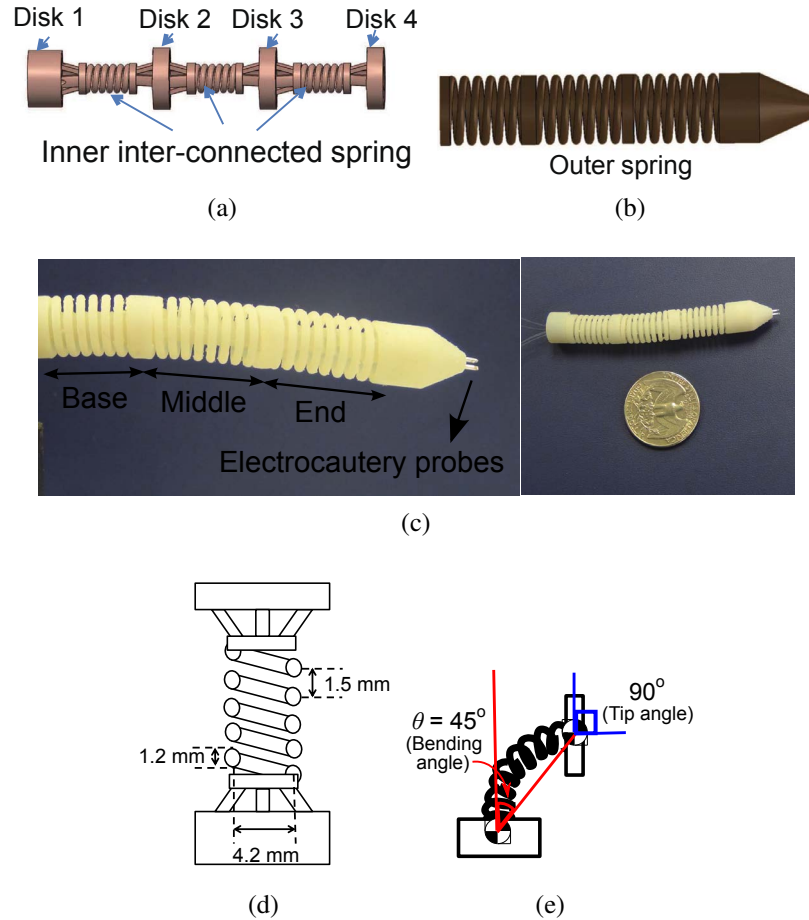 Disk 1 Disk 2 Disk 3 Disk 4
Inner inter-connected spring
(a)
Outer spring
(b)
Base Middle End
Electrocautery probes
(c)
1.5 mm
1.2 mm
4.2 mm
(d)
θ = 45°
(Bending
angle)
90°
(Tip angle)
(e)